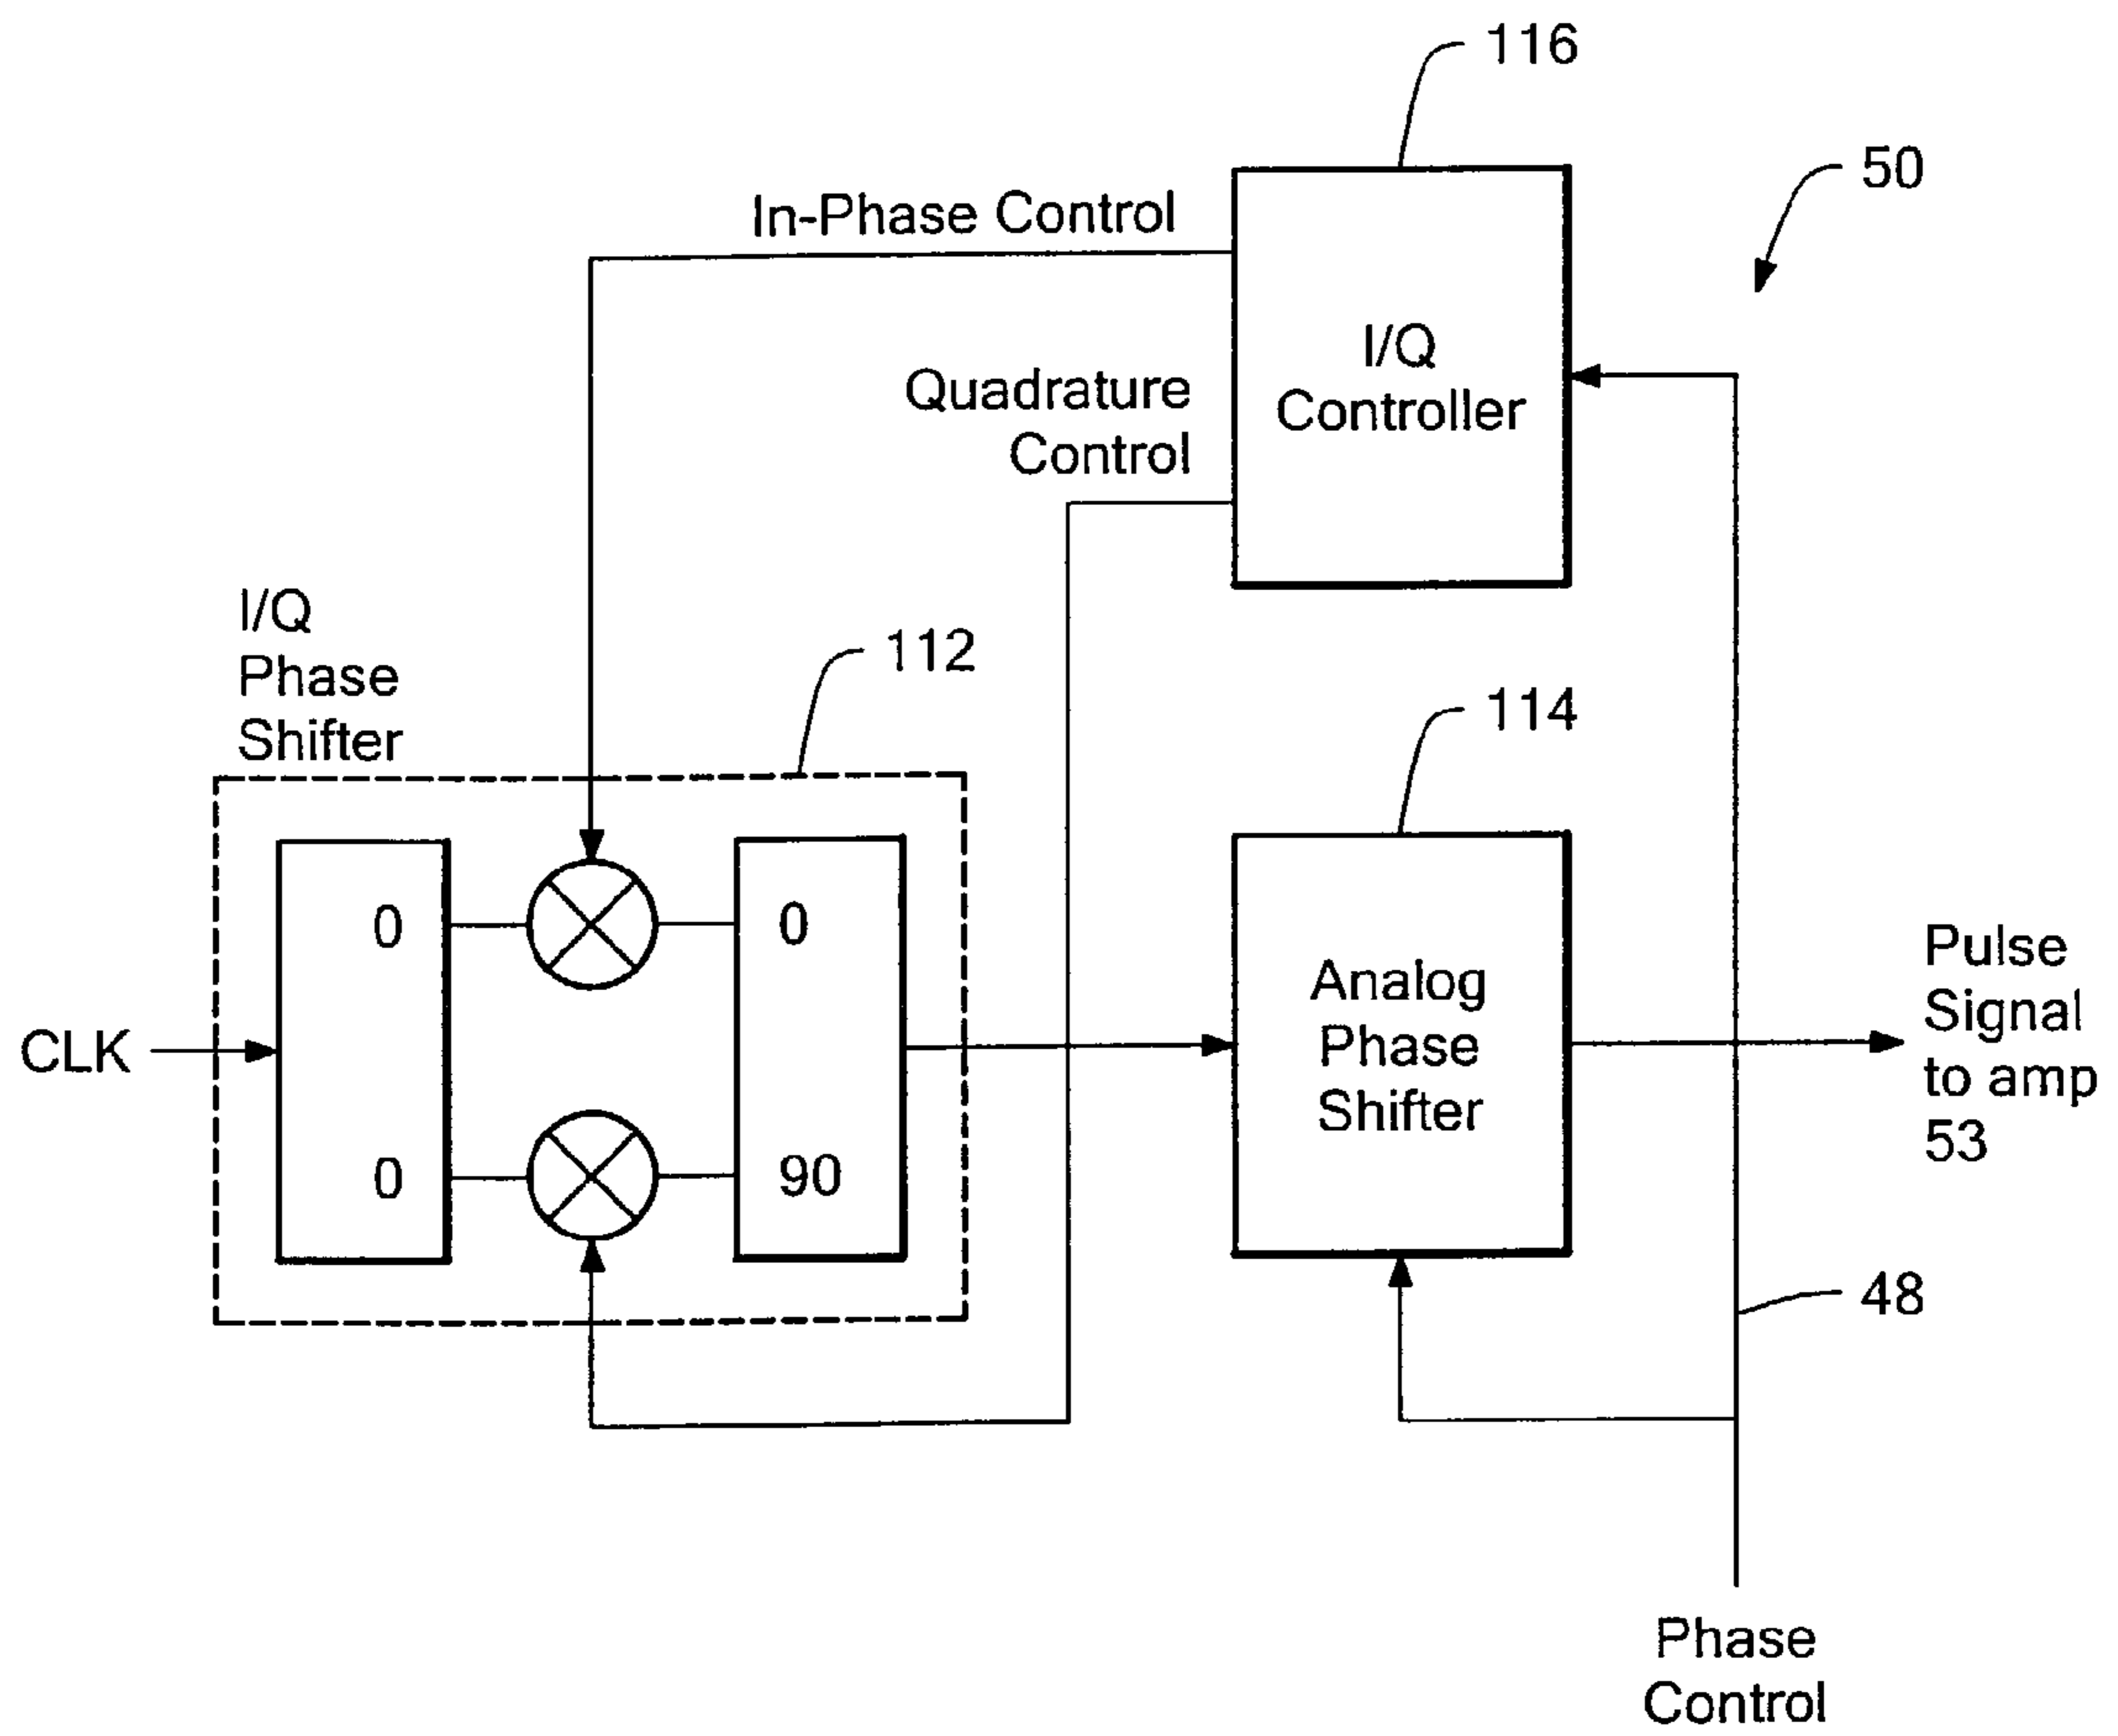 116
50
In-Phase Control
I/Q
Controller
Quadrature
Control
I/Q
Phase
Shifter
112
114
0
0
CLK
0
90
Analog
Phase
Shifter
Pulse
Signal
to amp
53
48
Phase
Control